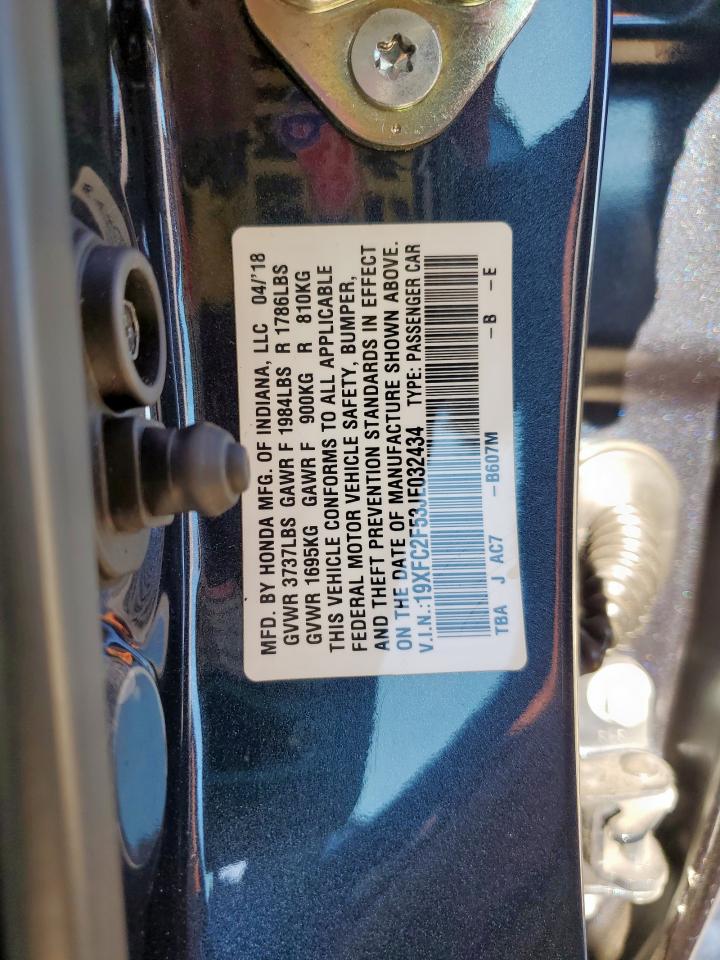 MFD. BY HONDA MFG. OF INDIANA, LLC 04/'18
GVWR 3737LBS GAWR F 1984LBS R 1786LBS
GVWR 1695KG GAWR F 900KG R 810KG
THIS VEHICLE CONFORMS TO ALL APPLICABLE
FEDERAL MOTOR VEHICLE SAFETY, BUMPER,
AND THEFT PREVENTION STANDARDS IN EFFECT
ON THE DATE OF MANUFACTURE SHOWN ABOVE.
V.I.N.:19XFC2F53JE032434 TYPE: PASSENGER CAR
TBA J AC7 –B607M –B –E